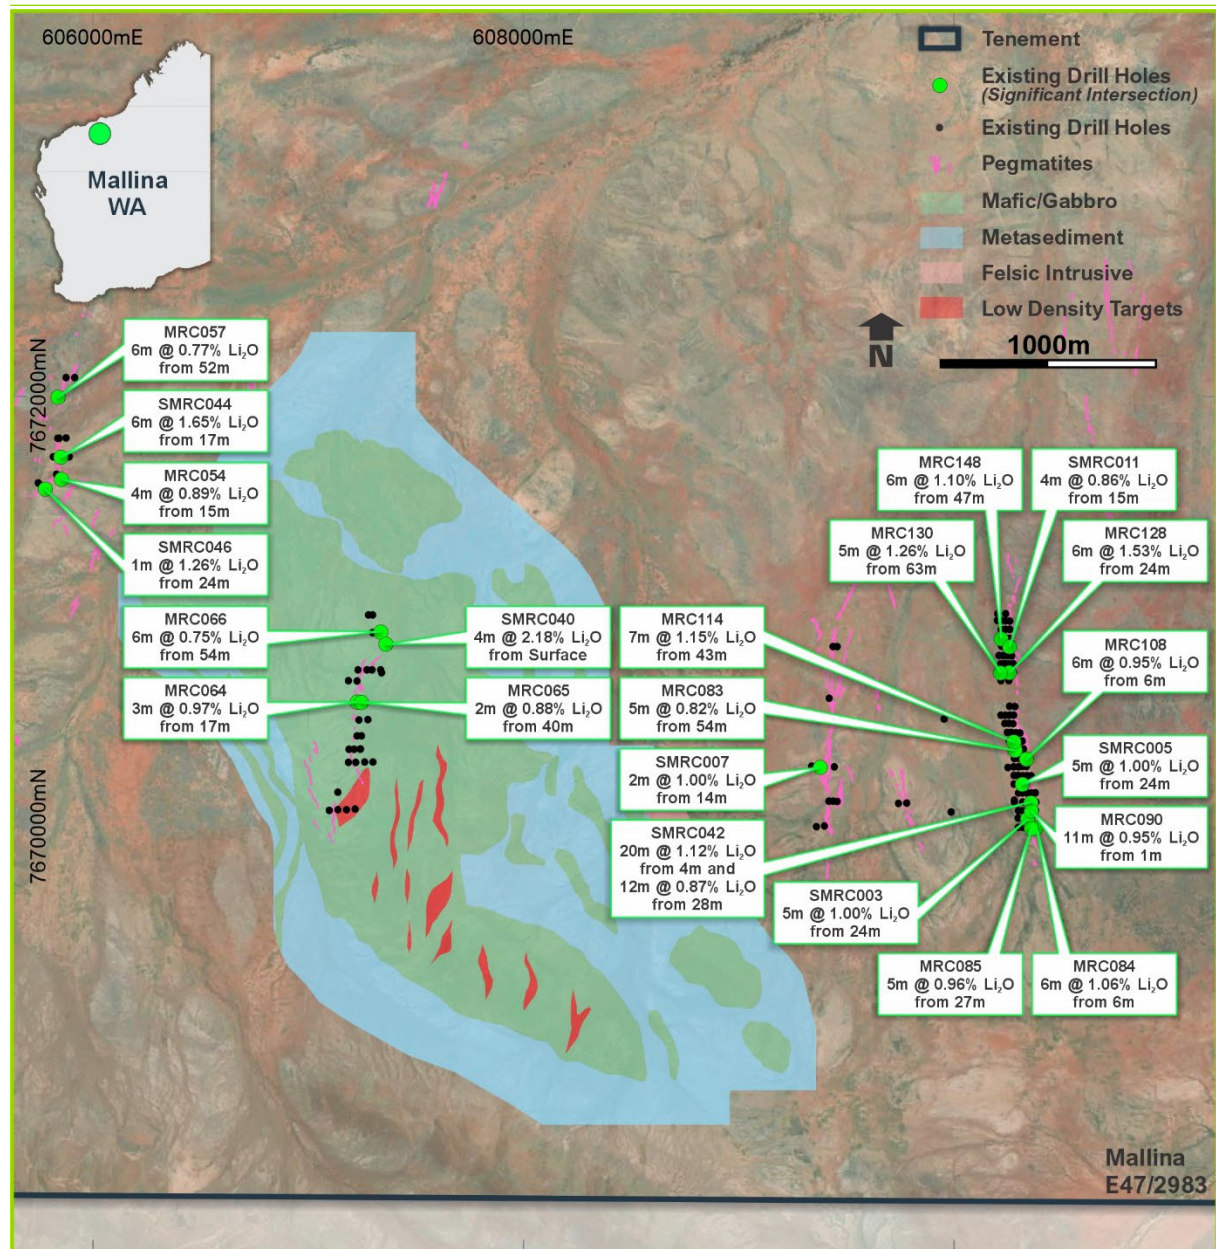 606000mE
608000mE
Tenement
Existing Drill Holes
(Significant Intersection)
Existing Drill Holes
Pegmatites
Mafic/Gabbro
Metasediment
Felsic Intrusive
Low Density Targets
Mallina
WA
N
1000m
7672000mN
7670000mN
MRC057
6m @ 0.77% Li₂O
from 52m
SMRC044
6m @ 1.65% Li₂O
from 17m
MRC054
4m @ 0.89% Li₂O
from 15m
SMRC046
1m @ 1.26% Li₂O
from 24m
MRC066
6m @ 0.75% Li₂O
from 54m
SMRC040
4m @ 2.18% Li₂O
from Surface
MRC064
3m @ 0.97% Li₂O
from 17m
MRC065
2m @ 0.88% Li₂O
from 40m
MRC148
6m @ 1.10% Li₂O
from 47m
SMRC011
4m @ 0.86% Li₂O
from 15m
MRC130
5m @ 1.26% Li₂O
from 63m
MRC128
6m @ 1.53% Li₂O
from 24m
MRC114
7m @ 1.15% Li₂O
from 43m
MRC108
6m @ 0.95% Li₂O
from 6m
MRC083
5m @ 0.82% Li₂O
from 54m
SMRC007
2m @ 1.00% Li₂O
from 14m
SMRC005
5m @ 1.00% Li₂O
from 24m
SMRC042
20m @ 1.12% Li₂O
from 4m and
12m @ 0.87% Li₂O
from 28m
MRC090
11m @ 0.95% Li₂O
from 1m
SMRC003
5m @ 1.00% Li₂O
from 24m
MRC085
5m @ 0.96% Li₂O
from 27m
MRC084
6m @ 1.06% Li₂O
from 6m
Mallina
E47/2983